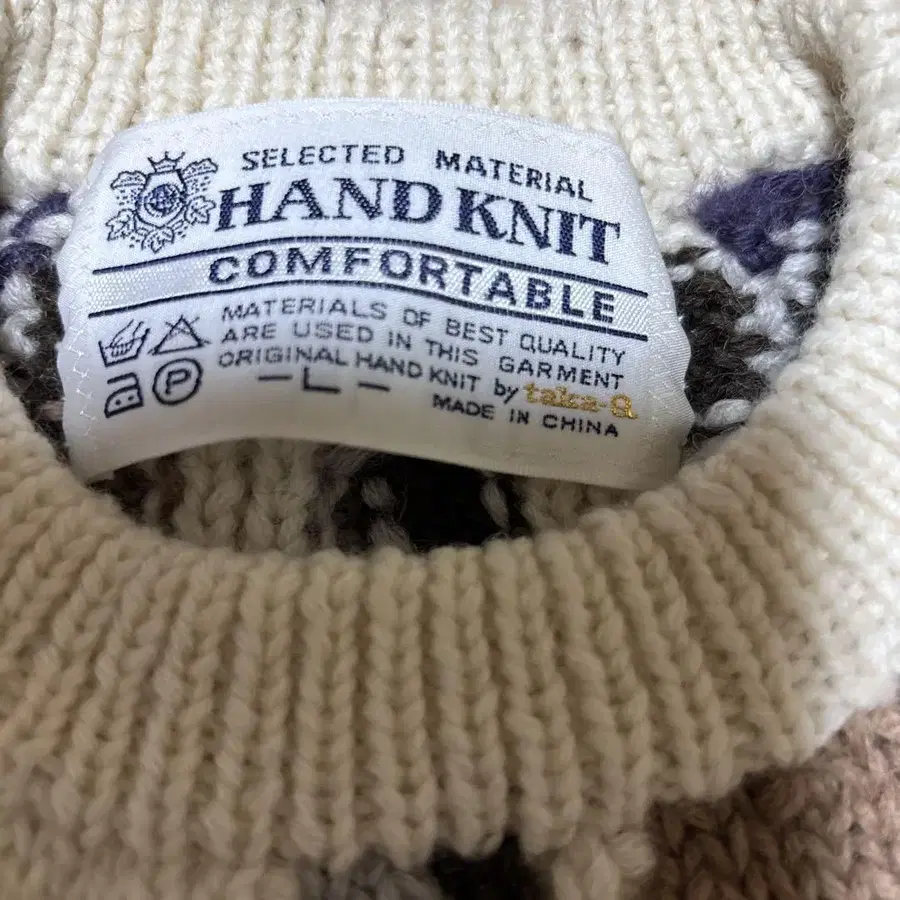 SELECTED MATERIAL
HAND KNIT
COMFORTABLE
MATERIALS OF BEST QUALITY
ARE USED IN THIS GARMENT
ORIGINAL HAND KNIT by taka-Q
– L –
MADE IN CHINA
P